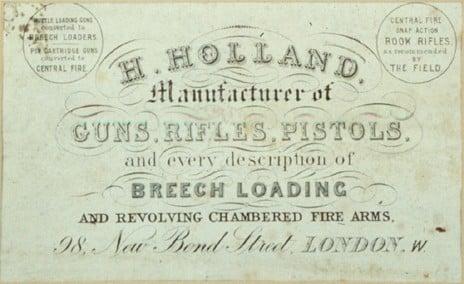 MUZZLE LOADING GUNS
converted to
BREECH LOADERS.
PIN CARTRIDGE GUNS
converted to
CENTRAL FIRE.
CENTRAL FIRE
SNAP ACTION
ROOK RIFLES.
as recommended
by
THE FIELD.
H. HOLLAND,
Manufacturer of
GUNS, RIFLES, PISTOLS,
and every description of
BREECH LOADING
AND REVOLVING CHAMBERED FIRE ARMS,
98, New Bond Street, LONDON. W.